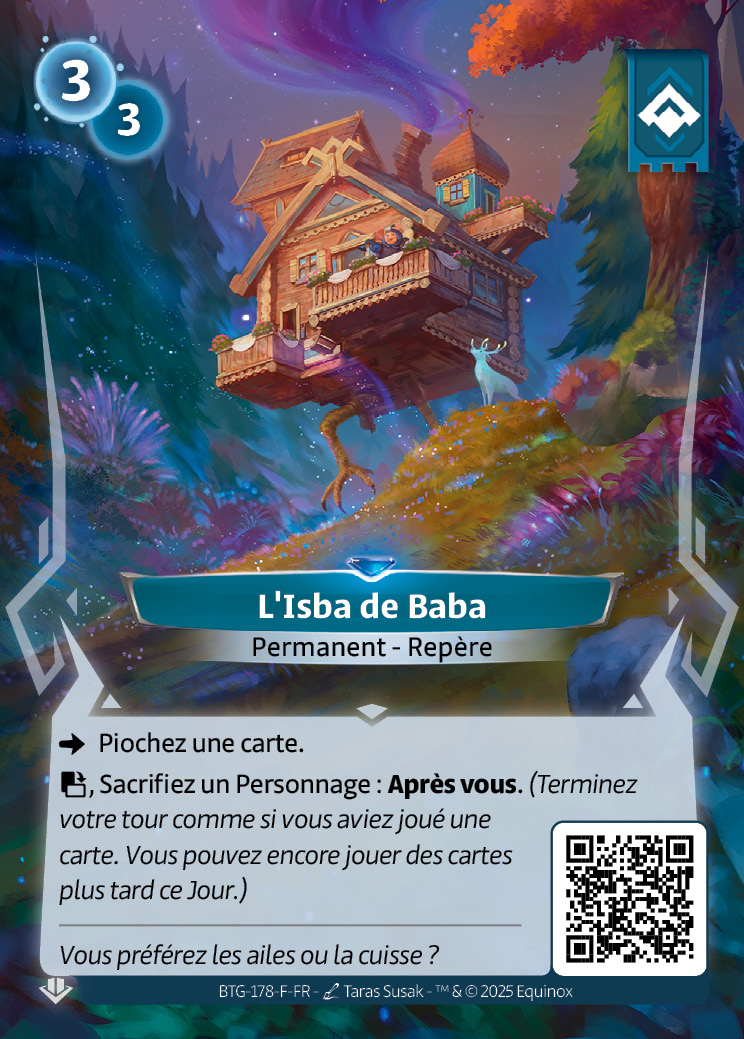 3
3
L'Isba de Baba
Permanent - Repère
Piochez une carte.
, Sacrifiez un Personnage : Après vous. (Terminez
votre tour comme si vous aviez joué une
carte. Vous pouvez encore jouer des cartes
plus tard ce Jour.)
Vous préférez les ailes ou la cuisse ?
BTG-178-F-FR - Taras Susak - ™ & © 2025 Equinox